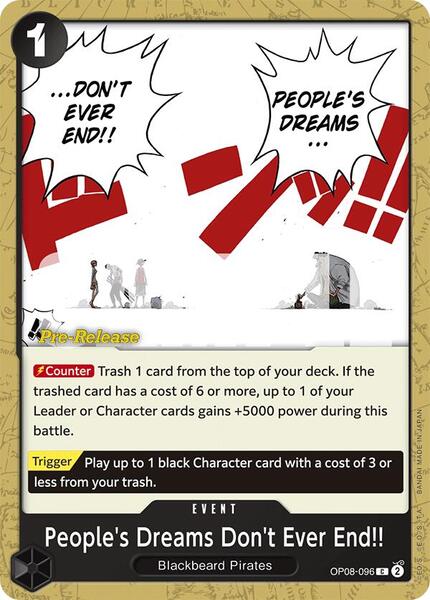 1
...DON'T
EVER
END!!
PEOPLE'S
DREAMS
...
ドン!!
Pre-Release
Counter Trash 1 card from the top of your deck. If the
trashed card has a cost of 6 or more, up to 1 of your
Leader or Character cards gains +5000 power during this
battle.
Trigger Play up to 1 black Character card with a cost of 3 or
less from your trash.
EVENT
People's Dreams Don't Ever End!!
Blackbeard Pirates
OP08-096 C 2
BANDAI MADE IN JAPAN